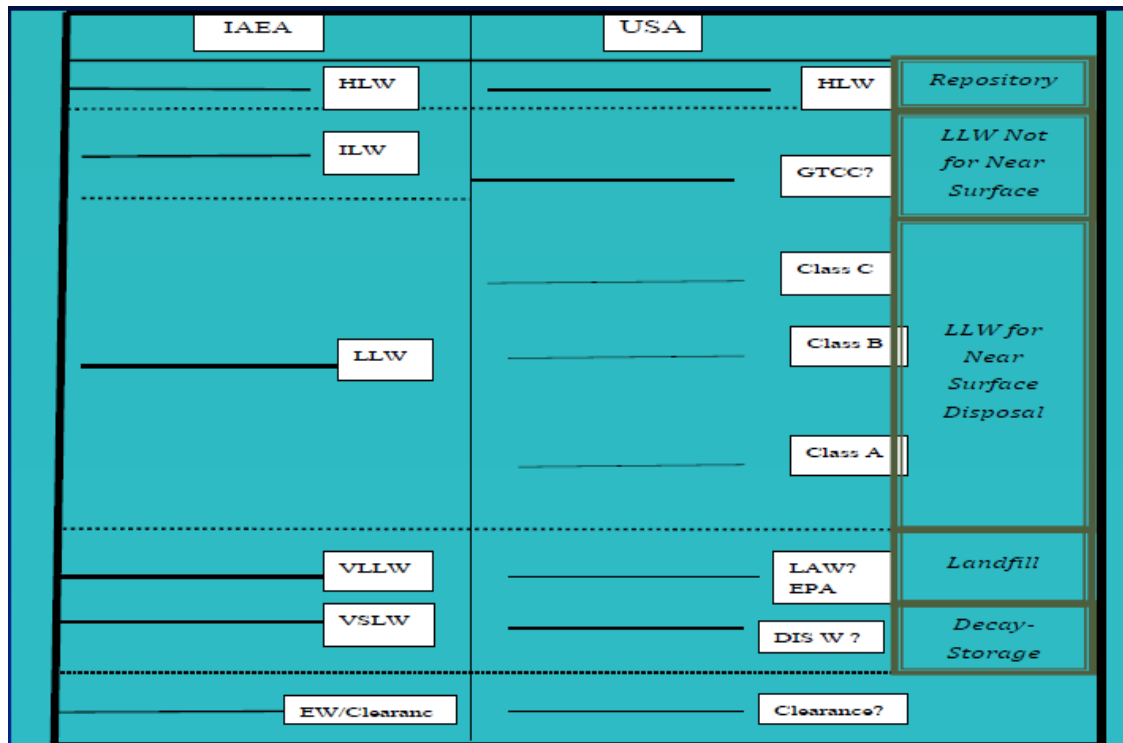 IAEA
USA
HLW
HLW
Repository
ILW
GTCC?
LLW Not
for Near
Surface
Class C
LLW
Class B
Class A
LLW for
Near
Surface
Disposal
VLLW
LAW?
EPA
Landfill
VSLW
DIS W ?
Decay-
Storage
EW/Clearanc
Clearance?